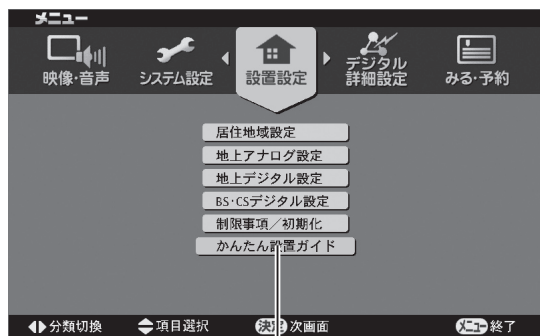 メニュー
映像･音声
システム設定
設置設定
デジタル
詳細設定
みる･予約
居住地域設定
地上アナログ設定
地上デジタル設定
BS･CSデジタル設定
制限事項／初期化
かんたん設置ガイド
分類切換 項目選択 決定 次画面 メニュー 終了